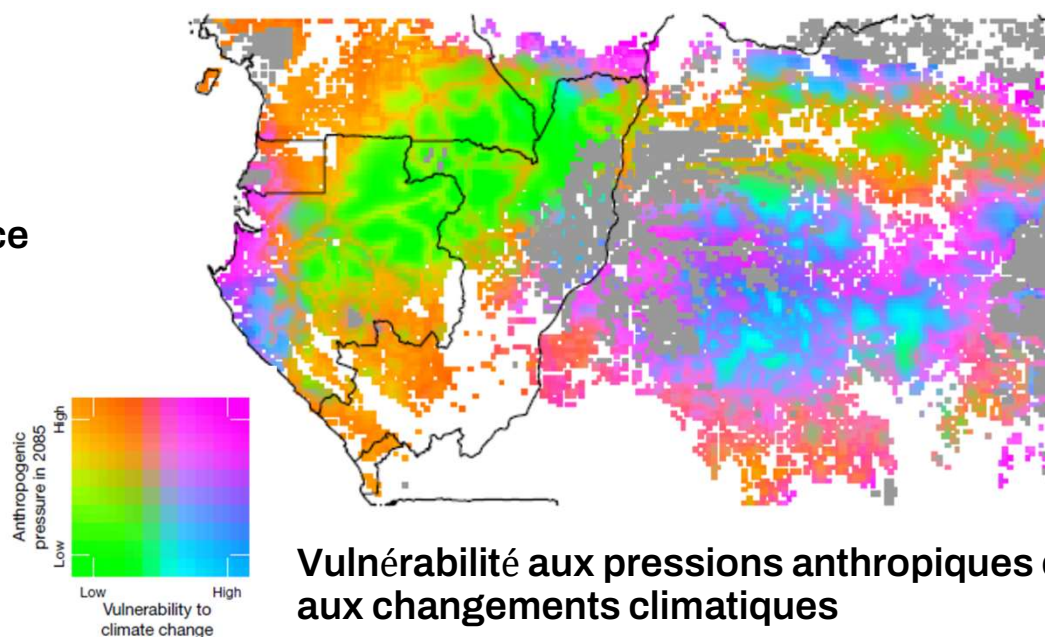 ce
High
Anthropogenic
pressure in 2085
Low
Low
High
Vulnerability to
climate change
Vulnérabilité aux pressions anthropiques
aux changements climatiques